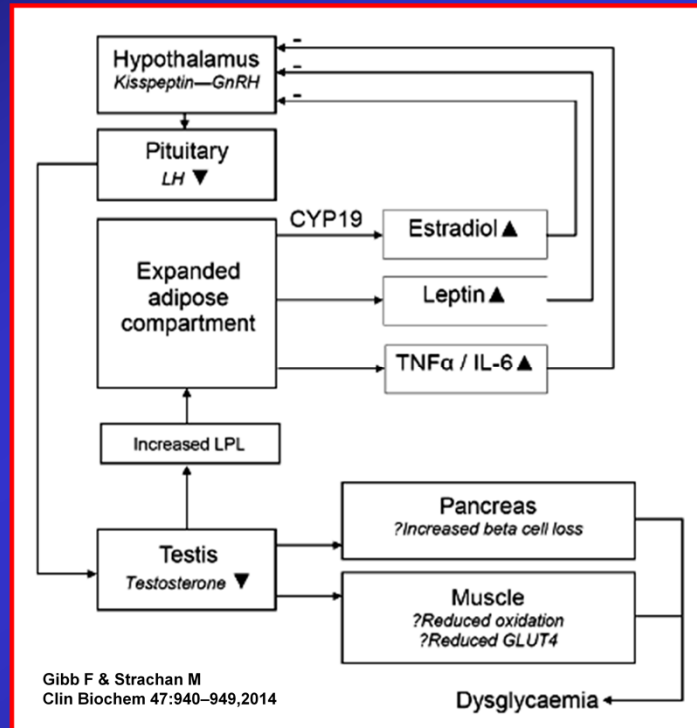 Hypothalamus
Kisspeptin—GnRH
-
-
-
Pituitary
LH ▼
CYP19
Estradiol ▲
Expanded
adipose
compartment
Leptin ▲
TNFα / IL-6 ▲
Increased LPL
Testis
Testosterone ▼
Pancreas
?Increased beta cell loss
Muscle
?Reduced oxidation
?Reduced GLUT4
Gibb F & Strachan M
Clin Biochem 47:940–949,2014
Dysglycaemia